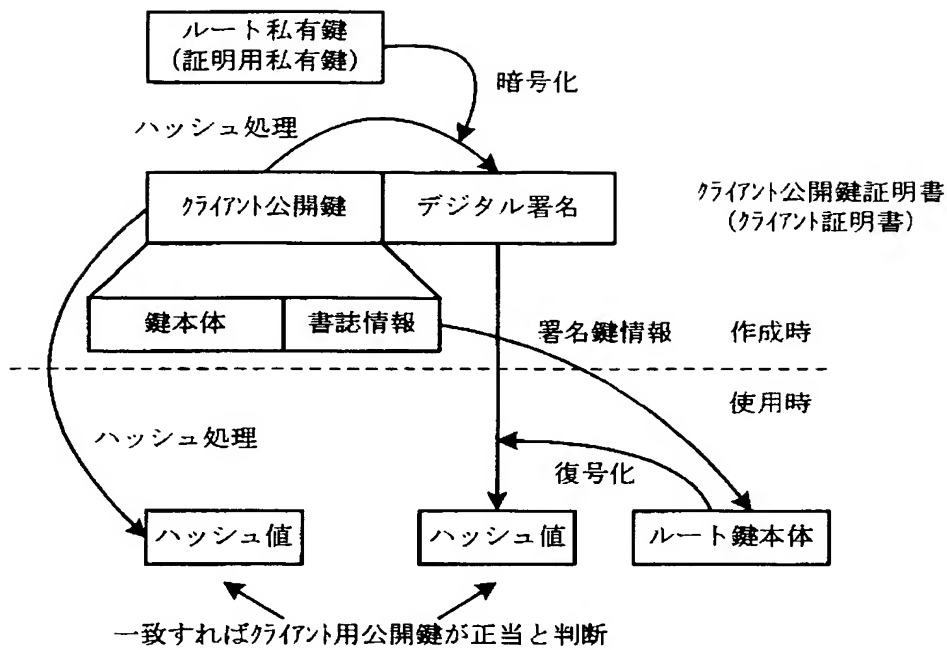 ルート私有鍵
(証明用私有鍵)
暗号化
ハッシュ処理
クライアント公開鍵
デジタル署名
クライアント公開鍵証明書
(クライアント証明書)
鍵本体
書誌情報
署名鍵情報
作成時
使用時
ハッシュ処理
復号化
ハッシュ値
ハッシュ値
ルート鍵本体
一致すればクライアント用公開鍵が正当と判断